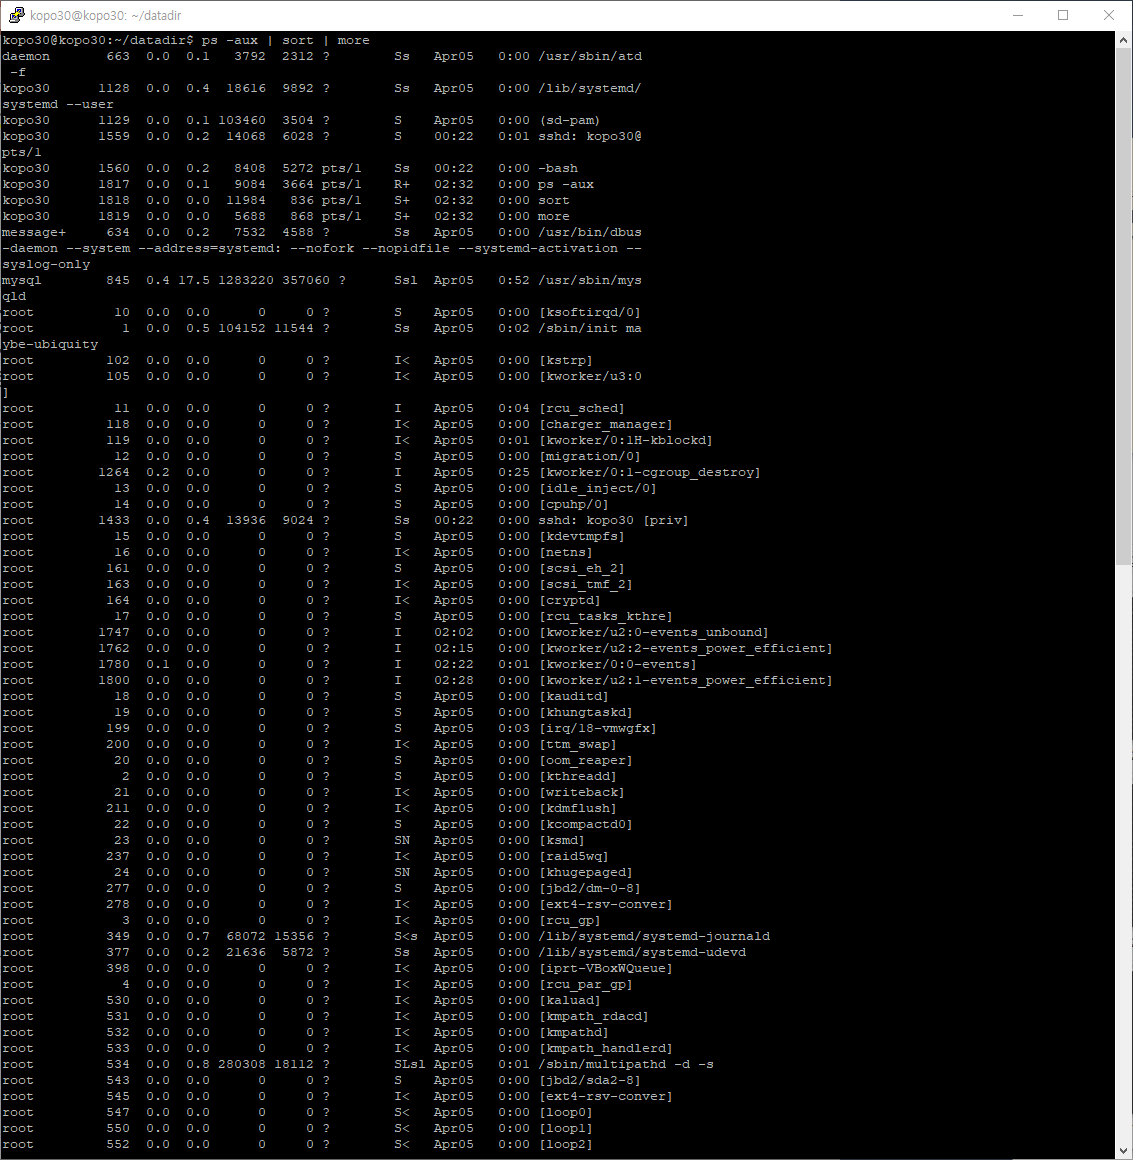 kopo30@kopo30: ~/datadir
kopo30@kopo30:~/datadir$ ps -aux | sort | more
daemon       663  0.0  0.1   3792  2312 ?        Ss   Apr05   0:00 /usr/sbin/atd
 -f
kopo30      1128  0.0  0.4  18616  9892 ?        Ss   Apr05   0:00 /lib/systemd/
systemd --user
kopo30      1129  0.0  0.1 103460  3504 ?        S    Apr05   0:00 (sd-pam)
kopo30      1559  0.0  0.2  14068  6028 ?        S    00:22   0:01 sshd: kopo30@
pts/1
kopo30      1560  0.0  0.2   8408  5272 pts/1    Ss   00:22   0:00 -bash
kopo30      1817  0.0  0.1   9084  3664 pts/1    R+   02:32   0:00 ps -aux
kopo30      1818  0.0  0.0  11984   836 pts/1    S+   02:32   0:00 sort
kopo30      1819  0.0  0.0   5688   868 pts/1    S+   02:32   0:00 more
message+     634  0.0  0.2   7532  4588 ?        Ss   Apr05   0:00 /usr/bin/dbus
-daemon --system --address=systemd: --nofork --nopidfile --systemd-activation --
syslog-only
mysql        845  0.4 17.5 1283220 357060 ?      Ssl  Apr05   0:52 /usr/sbin/mys
qld
root          10  0.0  0.0      0     0 ?        S    Apr05   0:00 [ksoftirqd/0]
root           1  0.0  0.5 104152 11544 ?        Ss   Apr05   0:02 /sbin/init ma
ybe-ubiquity
root         102  0.0  0.0      0     0 ?        I<   Apr05   0:00 [kstrp]
root         105  0.0  0.0      0     0 ?        I<   Apr05   0:00 [kworker/u3:0
]
root          11  0.0  0.0      0     0 ?        I    Apr05   0:04 [rcu_sched]
root         118  0.0  0.0      0     0 ?        I<   Apr05   0:00 [charger_manager]
root         119  0.0  0.0      0     0 ?        I<   Apr05   0:01 [kworker/0:1H-kblockd]
root          12  0.0  0.0      0     0 ?        S    Apr05   0:00 [migration/0]
root        1264  0.2  0.0      0     0 ?        I    Apr05   0:25 [kworker/0:1-cgroup_destroy]
root          13  0.0  0.0      0     0 ?        S    Apr05   0:00 [idle_inject/0]
root          14  0.0  0.0      0     0 ?        S    Apr05   0:00 [cpuhp/0]
root        1433  0.0  0.4  13936  9024 ?        Ss   00:22   0:00 sshd: kopo30 [priv]
root          15  0.0  0.0      0     0 ?        S    Apr05   0:00 [kdevtmpfs]
root          16  0.0  0.0      0     0 ?        I<   Apr05   0:00 [netns]
root         161  0.0  0.0      0     0 ?        S    Apr05   0:00 [scsi_eh_2]
root         163  0.0  0.0      0     0 ?        I<   Apr05   0:00 [scsi_tmf_2]
root         164  0.0  0.0      0     0 ?        I<   Apr05   0:00 [cryptd]
root          17  0.0  0.0      0     0 ?        S    Apr05   0:00 [rcu_tasks_kthre]
root        1747  0.0  0.0      0     0 ?        I    02:02   0:00 [kworker/u2:0-events_unbound]
root        1762  0.0  0.0      0     0 ?        I    02:15   0:00 [kworker/u2:2-events_power_efficient]
root        1780  0.1  0.0      0     0 ?        I    02:22   0:01 [kworker/0:0-events]
root        1800  0.0  0.0      0     0 ?        I    02:28   0:00 [kworker/u2:1-events_power_efficient]
root          18  0.0  0.0      0     0 ?        S    Apr05   0:00 [kauditd]
root          19  0.0  0.0      0     0 ?        S    Apr05   0:00 [khungtaskd]
root         199  0.0  0.0      0     0 ?        S    Apr05   0:03 [irq/18-vmwgfx]
root         200  0.0  0.0      0     0 ?        I<   Apr05   0:00 [ttm_swap]
root          20  0.0  0.0      0     0 ?        S    Apr05   0:00 [oom_reaper]
root           2  0.0  0.0      0     0 ?        S    Apr05   0:00 [kthreadd]
root          21  0.0  0.0      0     0 ?        I<   Apr05   0:00 [writeback]
root         211  0.0  0.0      0     0 ?        I<   Apr05   0:00 [kdmflush]
root          22  0.0  0.0      0     0 ?        S    Apr05   0:00 [kcompactd0]
root          23  0.0  0.0      0     0 ?        SN   Apr05   0:00 [ksmd]
root         237  0.0  0.0      0     0 ?        I<   Apr05   0:00 [raid5wq]
root          24  0.0  0.0      0     0 ?        SN   Apr05   0:00 [khugepaged]
root         277  0.0  0.0      0     0 ?        S    Apr05   0:00 [jbd2/dm-0-8]
root         278  0.0  0.0      0     0 ?        I<   Apr05   0:00 [ext4-rsv-conver]
root           3  0.0  0.0      0     0 ?        I<   Apr05   0:00 [rcu_gp]
root         349  0.0  0.7  68072 15356 ?        S<s  Apr05   0:00 /lib/systemd/systemd-journald
root         377  0.0  0.2  21636  5872 ?        Ss   Apr05   0:00 /lib/systemd/systemd-udevd
root         398  0.0  0.0      0     0 ?        I<   Apr05   0:00 [iprt-VBoxWQueue]
root           4  0.0  0.0      0     0 ?        I<   Apr05   0:00 [rcu_par_gp]
root         530  0.0  0.0      0     0 ?        I<   Apr05   0:00 [kaluad]
root         531  0.0  0.0      0     0 ?        I<   Apr05   0:00 [kmpath_rdacd]
root         532  0.0  0.0      0     0 ?        I<   Apr05   0:00 [kmpathd]
root         533  0.0  0.0      0     0 ?        I<   Apr05   0:00 [kmpath_handlerd]
root         534  0.0  0.8 280308 18112 ?        SLsl Apr05   0:01 /sbin/multipathd -d -s
root         543  0.0  0.0      0     0 ?        S    Apr05   0:00 [jbd2/sda2-8]
root         545  0.0  0.0      0     0 ?        I<   Apr05   0:00 [ext4-rsv-conver]
root         547  0.0  0.0      0     0 ?        S<   Apr05   0:00 [loop0]
root         550  0.0  0.0      0     0 ?        S<   Apr05   0:00 [loop1]
root         552  0.0  0.0      0     0 ?        S<   Apr05   0:00 [loop2]